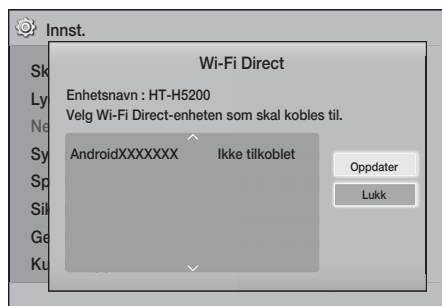 Innst.
Wi-Fi Direct
Enhetsnavn : HT-H5200
Velg Wi-Fi Direct-enheten som skal kobles til.
AndroidXXXXXXX Ikke tilkoblet
Oppdater
Lukk
Sk
Ly
Ne
Sy
Sp
Sik
Ge
Ku